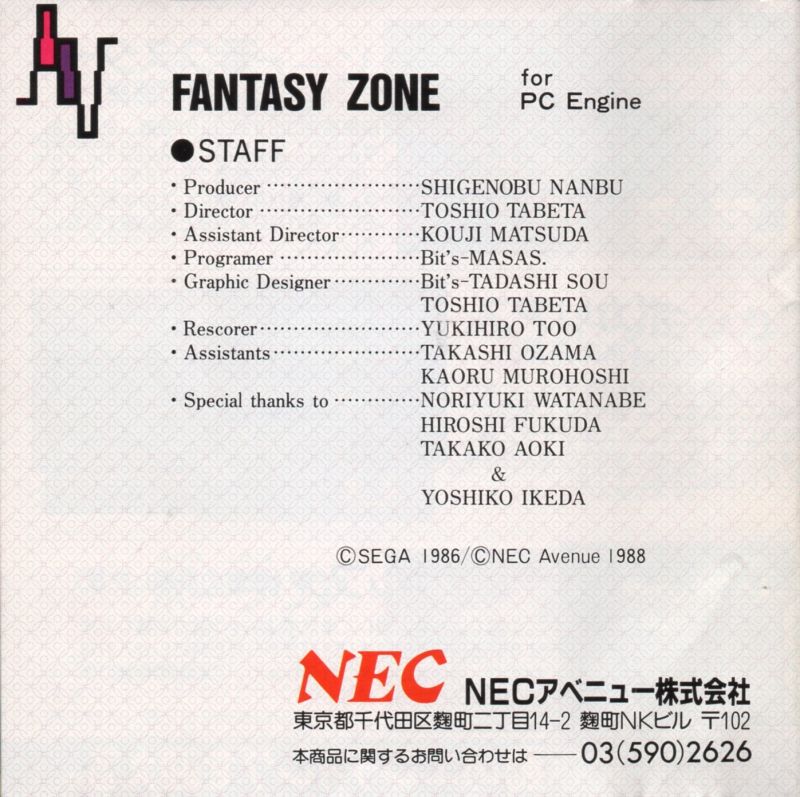 FANTASY ZONE for PC Engine
●STAFF
・Producer ························SHIGENOBU NANBU
・Director ························TOSHIO TABETA
・Assistant Director············KOUJI MATSUDA
・Programer ·····················Bit's-MASAS.
・Graphic Designer·············Bit's-TADASHI SOU
TOSHIO TABETA
・Rescorer························YUKIHIRO TOO
・Assistants······················TAKASHI OZAMA
KAORU MUROHOSHI
・Special thanks to ·············NORIYUKI WATANABE
HIROSHI FUKUDA
TAKAKO AOKI
&
YOSHIKO IKEDA
©SEGA 1986/©NEC Avenue 1988
NEC NECアベニュー株式会社
東京都千代田区麴町二丁目14-2 麴町NKビル 〒102
本商品に関するお問い合わせは ── 03(590)2626